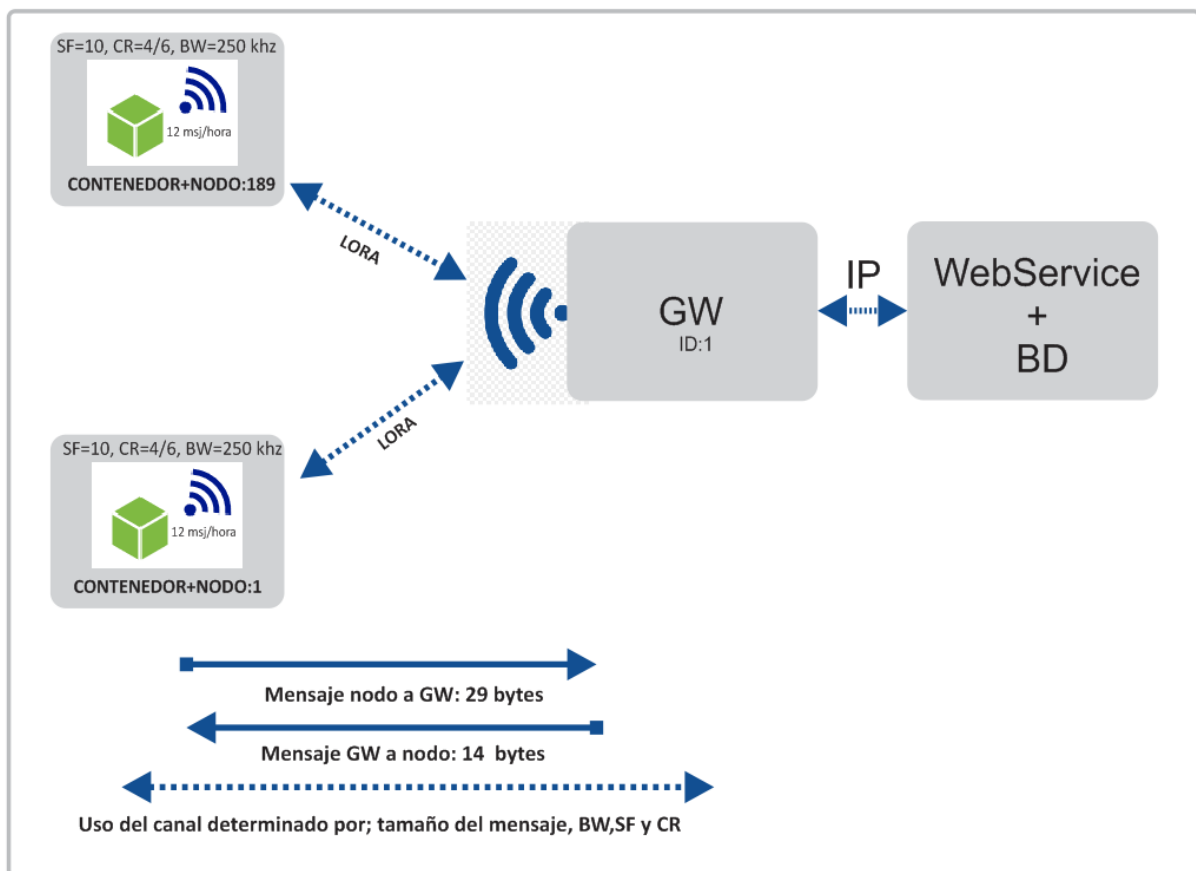 SF=10, CR=4/6, BW=250 khz
12 msj/hora
CONTENEDOR+NODO:189
LORA
GW
ID:1
IP
WebService
+
BD
LORA
SF=10, CR=4/6, BW=250 khz
12 msj/hora
CONTENEDOR+NODO:1
Mensaje nodo a GW: 29 bytes
Mensaje GW a nodo: 14 bytes
Uso del canal determinado por; tamaño del mensaje, BW,SF y CR